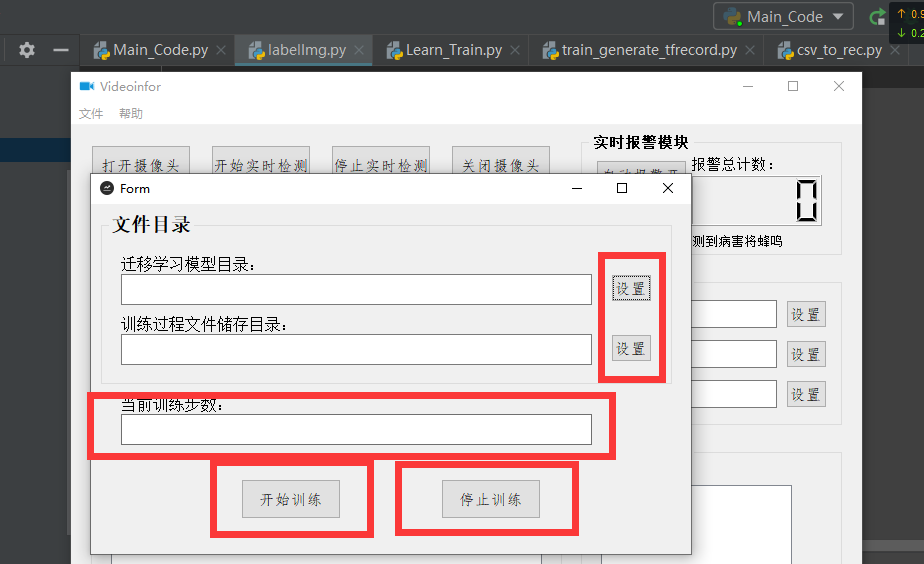 Main_Code
0.9
0.2
Main_Code.py
labelImg.py
Learn_Train.py
train_generate_tfrecord.py
csv_to_rec.py
Videoinfor
文件 帮助
打开摄像头 开始实时检测 停止实时检测 关闭摄像头
实时报警模块
报警总计数：
0
测到病害将蜂鸣
设置
设置
设置
Form
文件目录
迁移学习模型目录：
设置
训练过程文件储存目录：
设置
当前训练步数：
开始训练 停止训练